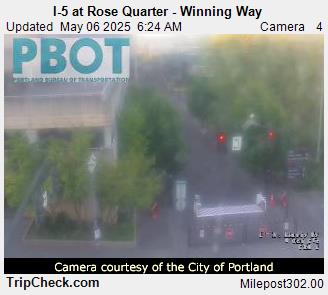 I-5 at Rose Quarter - Winning Way
Updated May 06 2025 6:24 AM Camera 4
PBOT
PORTLAND BUREAU OF TRANSPORTATION
Camera courtesy of the City of Portland
TripCheck.com Milepost302.00